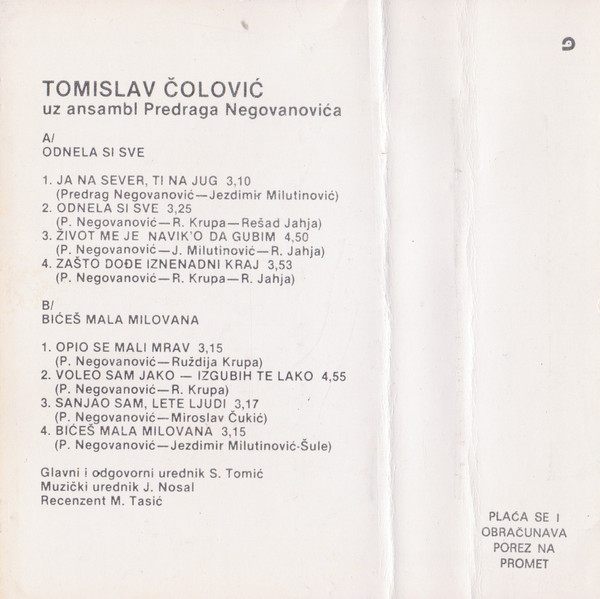 TOMISLAV ČOLOVIĆ
uz ansambl Predraga Negovanovića
A/
ODNELA SI SVE
1. JA NA SEVER, TI NA JUG 3,10
(Predrag Negovanović—Jezdimir Milutinović)
2. ODNELA SI SVE 3,25
(P. Negovanović—R. Krupa—Rešad Jahja)
3. ŽIVOT ME JE NAVIK'O DA GUBIM 4,50
(P. Negovanović—J. Milutinović—R. Jahja)
4. ZAŠTO DOĐE IZNENADNI KRAJ 3,53
(P. Negovanović—R. Krupa—R. Jahja)
B/
BIĆEŠ MALA MILOVANA
1. OPIO SE MALI MRAV 3,15
(P. Negovanović—Ruždija Krupa)
2. VOLEO SAM JAKO — IZGUBIH TE LAKO 4,55
(P. Negovanović—R. Krupa)
3. SANJAO SAM, LETE LJUDI 3,17
(P. Negovanović—Miroslav Čukić)
4. BIĆEŠ MALA MILOVANA 3,15
(P. Negovanović—Jezdimir Milutinović-Šule)
Glavni i odgovorni urednik S. Tomić
Muzički urednik J. Nosal
Recenzent M. Tasić
PLAĆA SE I
OBRAČUNAVA
POREZ NA
PROMET